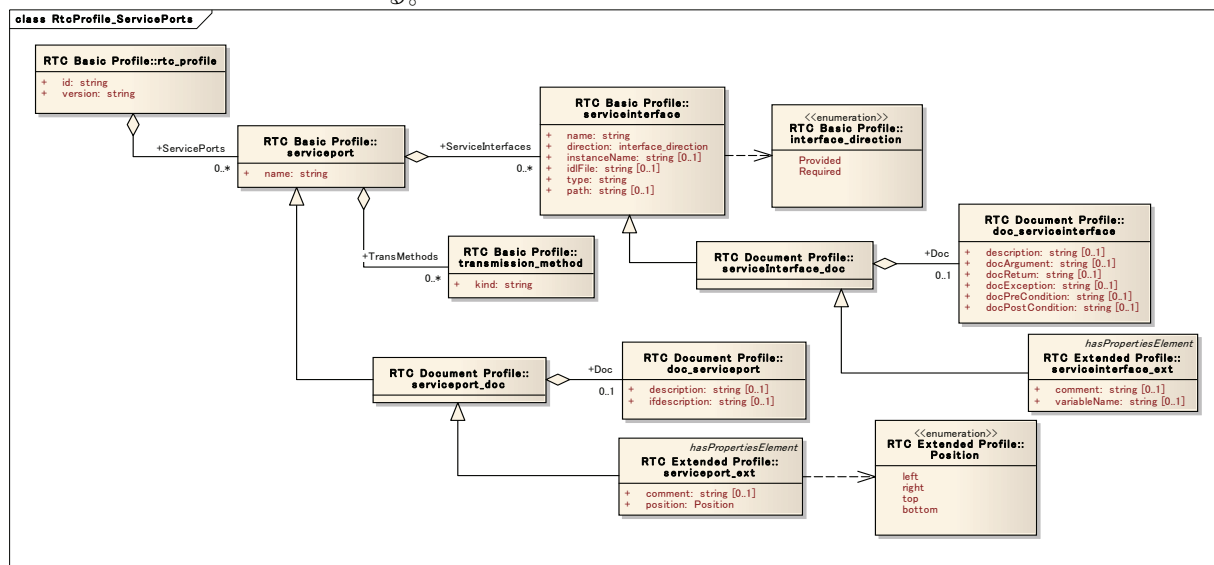 る。
class RtcProfile_ServicePorts
RTC Basic Profile::rtc_profile
+ id: string
+ version: string
+ServicePorts
0..*
RTC Basic Profile::
serviceport
+ name: string
+ServiceInterfaces
0..*
RTC Basic Profile::
serviceinterface
+ name: string
+ direction: interface_direction
+ instanceName: string [0..1]
+ idlFile: string [0..1]
+ type: string
+ path: string [0..1]
<<enumeration>>
RTC Basic Profile::
interface_direction
Provided
Required
+TransMethods
0..*
RTC Basic Profile::
transmission_method
+ kind: string
RTC Document Profile::
serviceInterface_doc
+Doc
0..1
RTC Document Profile::
doc_serviceinterface
+ description: string [0..1]
+ docArgument: string [0..1]
+ docReturn: string [0..1]
+ docException: string [0..1]
+ docPreCondition: string [0..1]
+ docPostCondition: string [0..1]
hasPropertiesElement
RTC Extended Profile::
serviceinterface_ext
+ comment: string [0..1]
+ variableName: string [0..1]
RTC Document Profile::
serviceport_doc
+Doc
0..1
RTC Document Profile::
doc_serviceport
+ description: string [0..1]
+ ifdescription: string [0..1]
hasPropertiesElement
RTC Extended Profile::
serviceport_ext
+ comment: string [0..1]
+ position: Position
<<enumeration>>
RTC Extended Profile::
Position
left
right
top
bottom